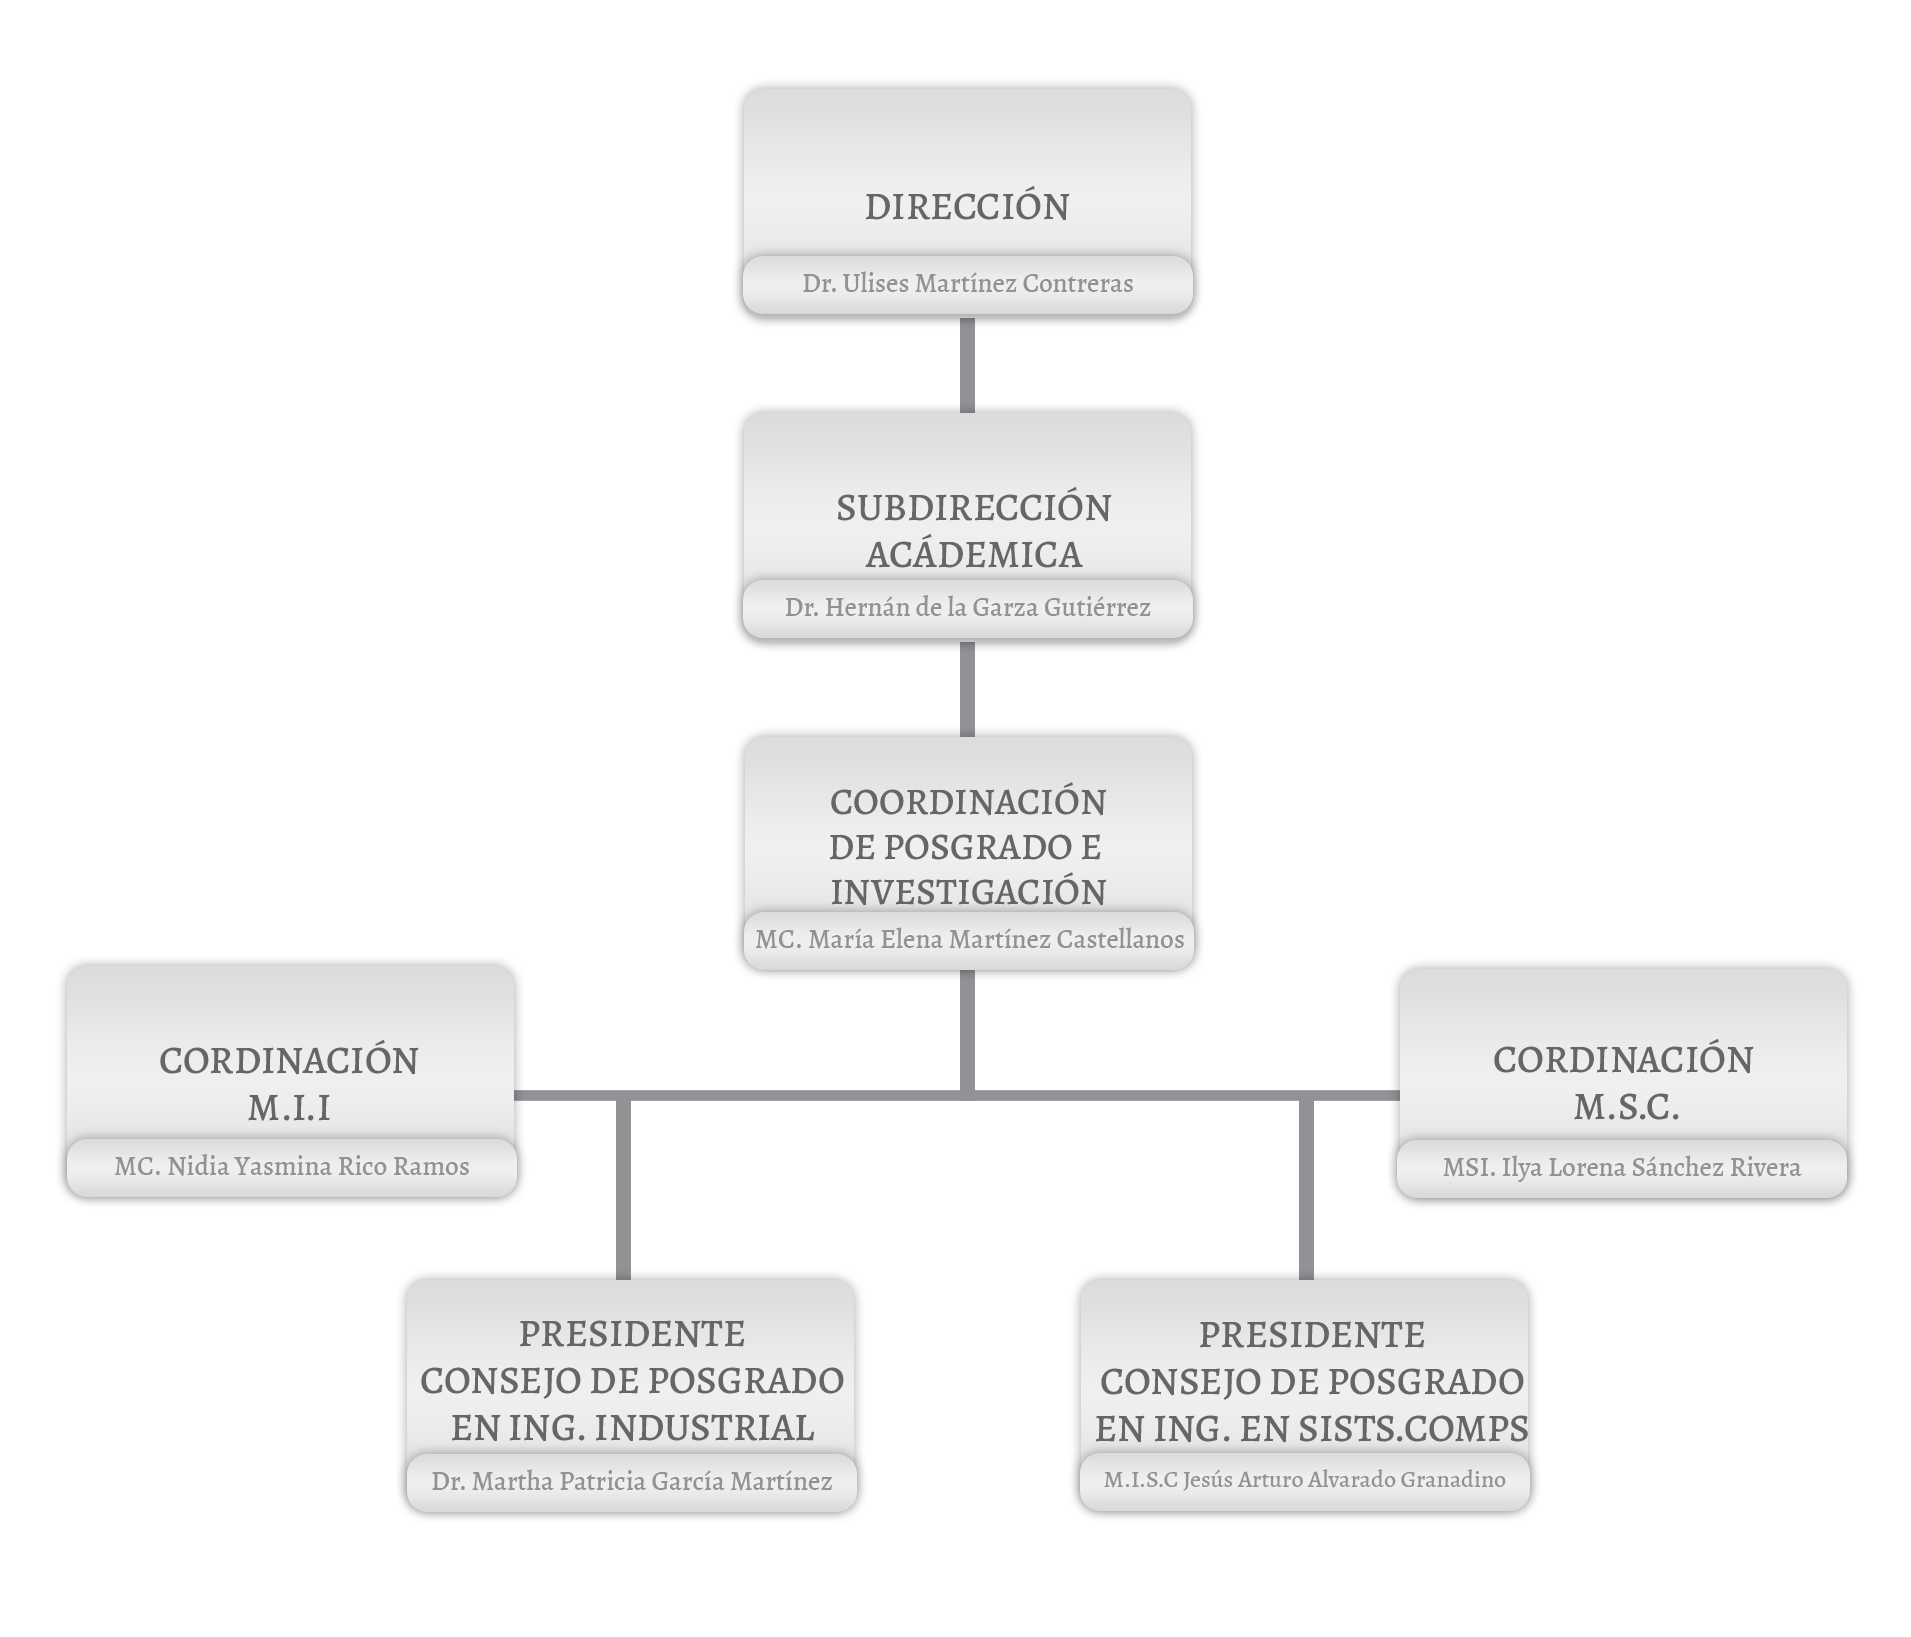 DIRECCIÓN
Dr. Ulises Martínez Contreras
SUBDIRECCIÓN
ACÁDEMICA
Dr. Hernán de la Garza Gutiérrez
COORDINACIÓN
DE POSGRADO E
INVESTIGACIÓN
MC. María Elena Martínez Castellanos
CORDINACIÓN
M.I.I
MC. Nidia Yasmina Rico Ramos
CORDINACIÓN
M.S.C.
MSI. Ilya Lorena Sánchez Rivera
PRESIDENTE
CONSEJO DE POSGRADO
EN ING. INDUSTRIAL
Dr. Martha Patricia García Martínez
PRESIDENTE
CONSEJO DE POSGRADO
EN ING. EN SISTS.COMPS
M.I.S.C Jesús Arturo Alvarado Granadino